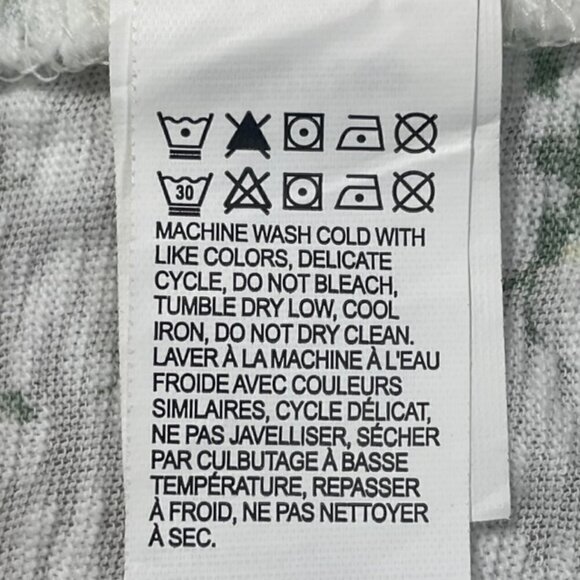 30
MACHINE WASH COLD WITH
LIKE COLORS, DELICATE
CYCLE, DO NOT BLEACH,
TUMBLE DRY LOW, COOL
IRON, DO NOT DRY CLEAN.
LAVER À LA MACHINE À L'EAU
FROIDE AVEC COULEURS
SIMILAIRES, CYCLE DÉLICAT,
NE PAS JAVELLISER, SÉCHER
PAR CULBUTAGE À BASSE
TEMPÉRATURE, REPASSER
À FROID, NE PAS NETTOYER
À SEC.